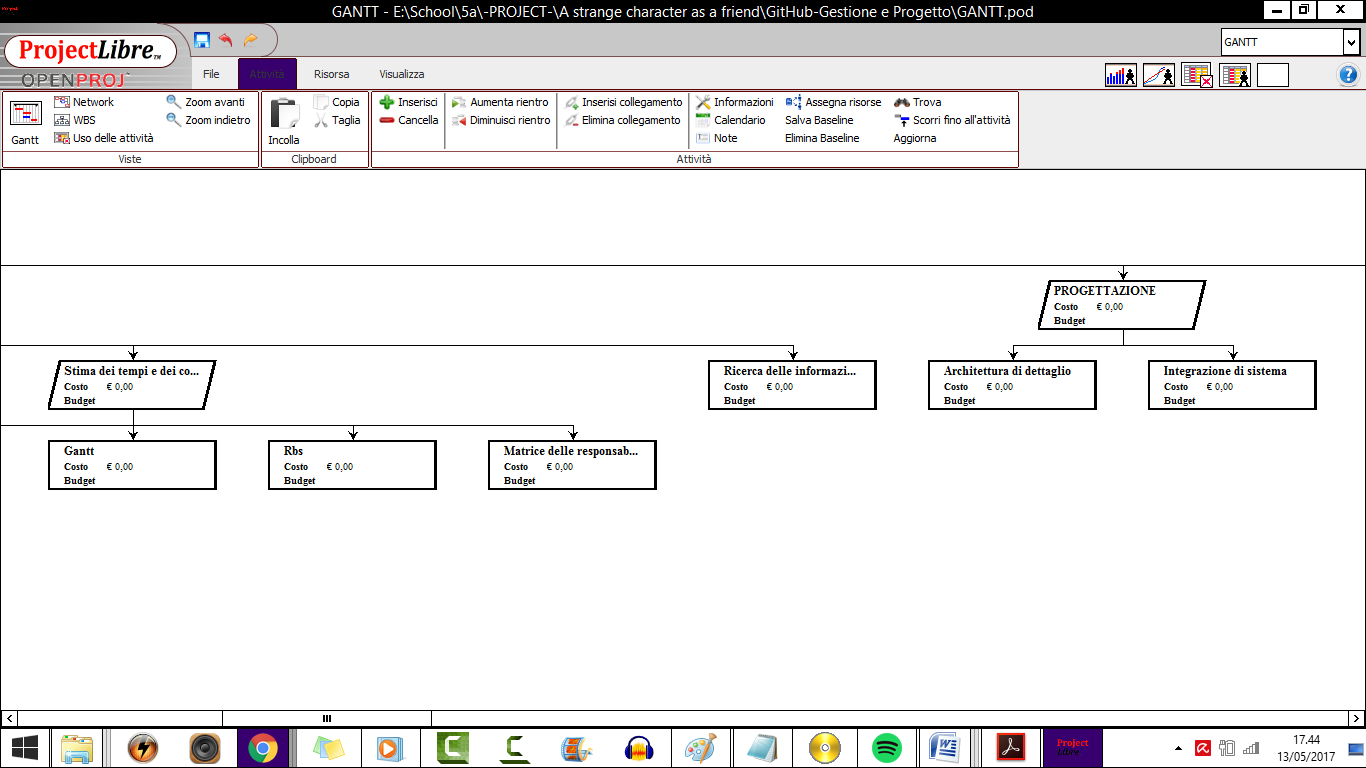 GANTT - E:\School\5a\-PROJECT-\A strange character as a friend\GitHub-Gestione e Progetto\GANTT.pod
ProjectLibre TM
OPENPROJ
GANTT
File Attività Risorsa Visualizza
Network Zoom avanti Copia Inserisci Aumenta rientro Inserisi collegamento Informazioni Assegna risorse Trova
WBS Zoom indietro Taglia Cancella Diminuisci rientro Elimina collegamento Calendario Salva Baseline Scorri fino all'attività
Gantt Uso delle attività Incolla Note Elimina Baseline Aggiorna
Viste Clipboard Attività
PROGETTAZIONE
Costo € 0,00
Budget
Stima dei tempi e dei co... Ricerca delle informazi... Architettura di dettaglio Integrazione di sistema
Costo € 0,00 Costo € 0,00 Costo € 0,00 Costo € 0,00
Budget Budget Budget Budget
Gantt Rbs Matrice delle responsab...
Costo € 0,00 Costo € 0,00 Costo € 0,00
Budget Budget Budget
Project
Libre
17.44
13/05/2017